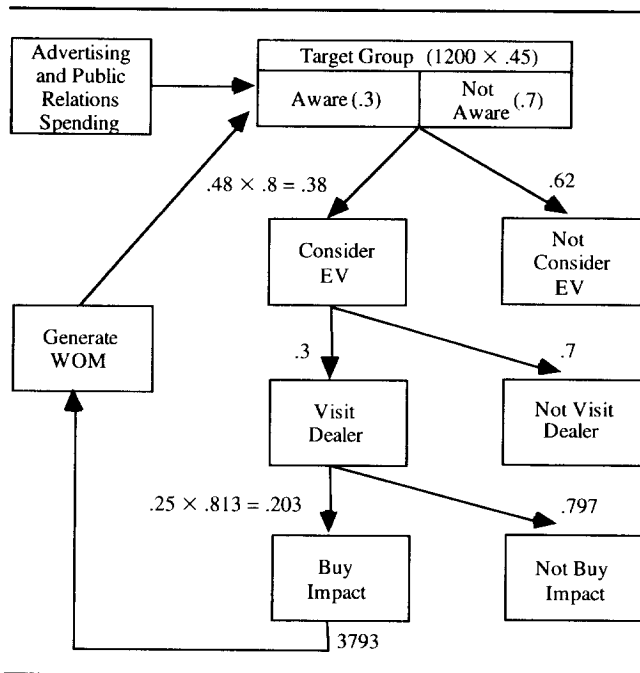 Advertising
and Public
Relations
Spending
Target Group (1200 × .45)
Aware (.3)
Not
Aware (.7)
.48 × .8 = .38
.62
Consider
EV
Not
Consider
EV
Generate
WOM
.3
.7
Visit
Dealer
Not Visit
Dealer
.25 × .813 = .203
.797
Buy
Impact
Not Buy
Impact
3793